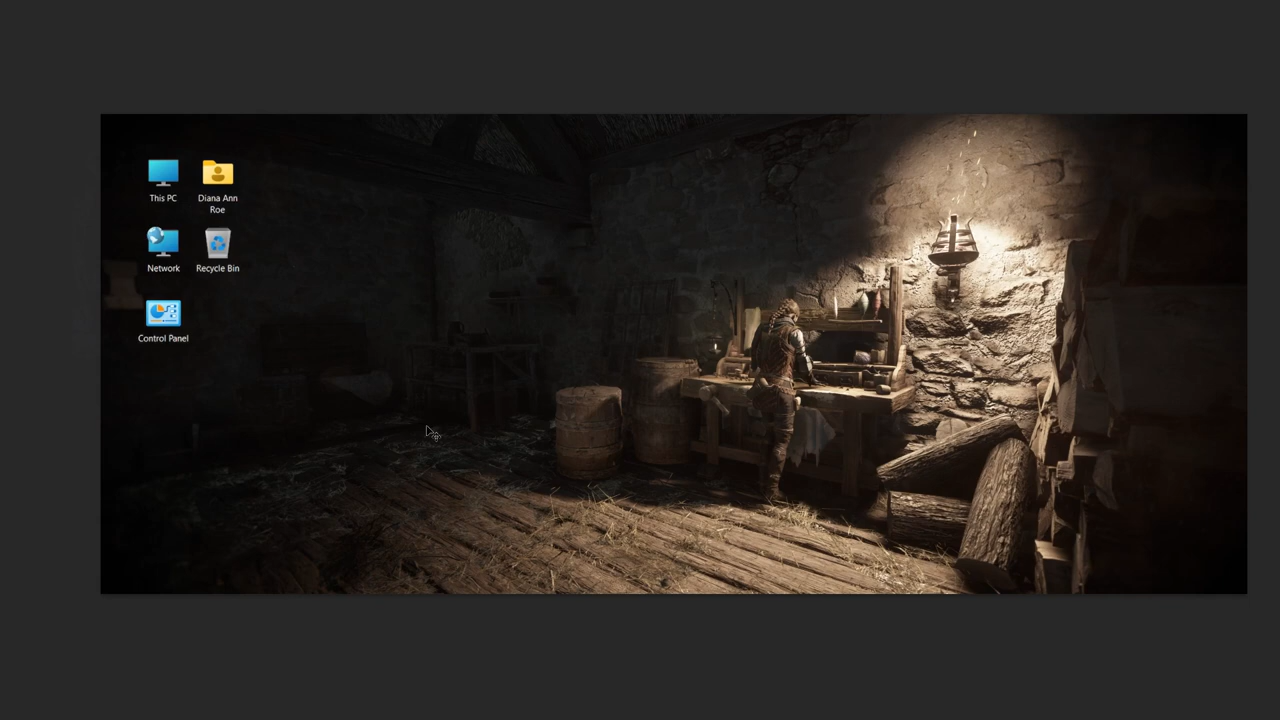 This PC
Diana Ann
Roe
Network
Recycle Bin
Control Panel